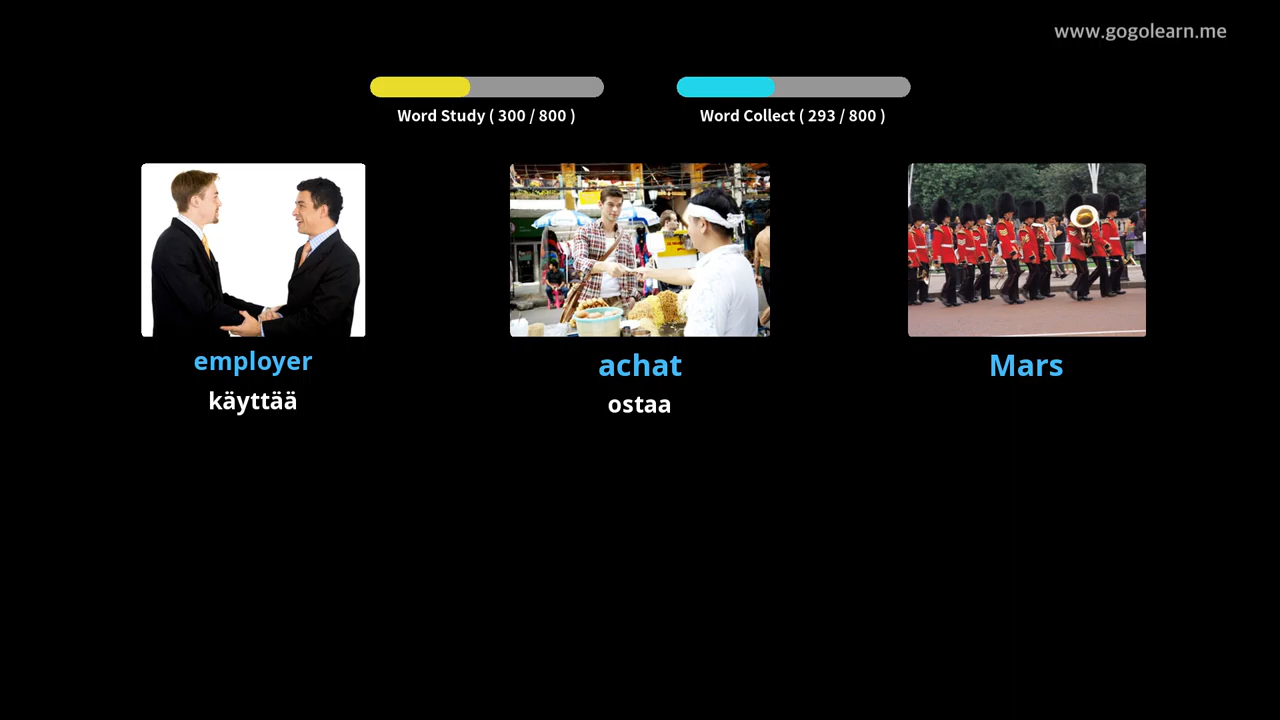 www.gogolearn.me
Word Study ( 300 / 800 )
Word Collect ( 293 / 800 )
employer
achat
Mars
käyttää
ostaa